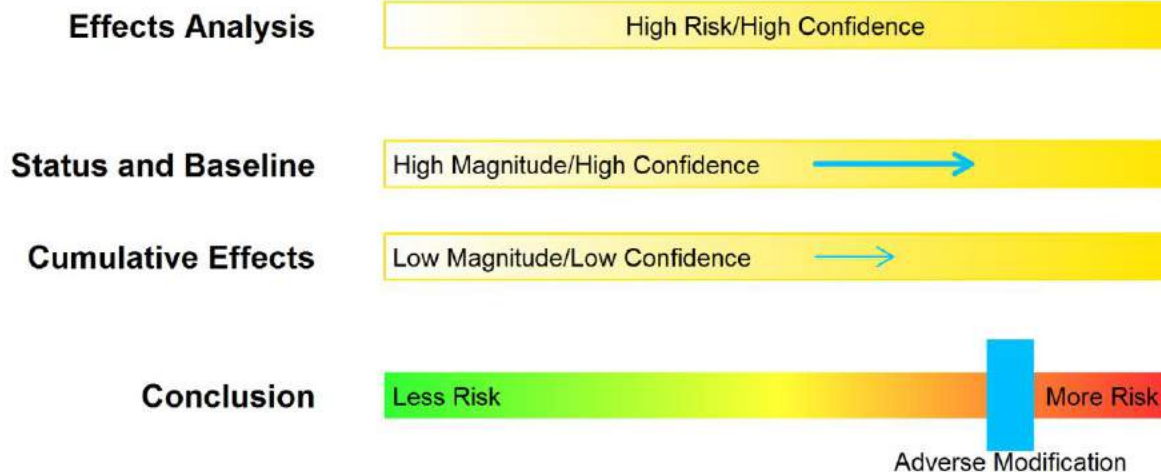 Effects Analysis
High Risk/High Confidence
Status and Baseline
High Magnitude/High Confidence
Cumulative Effects
Low Magnitude/Low Confidence
Conclusion
Less Risk
More Risk
Adverse Modification